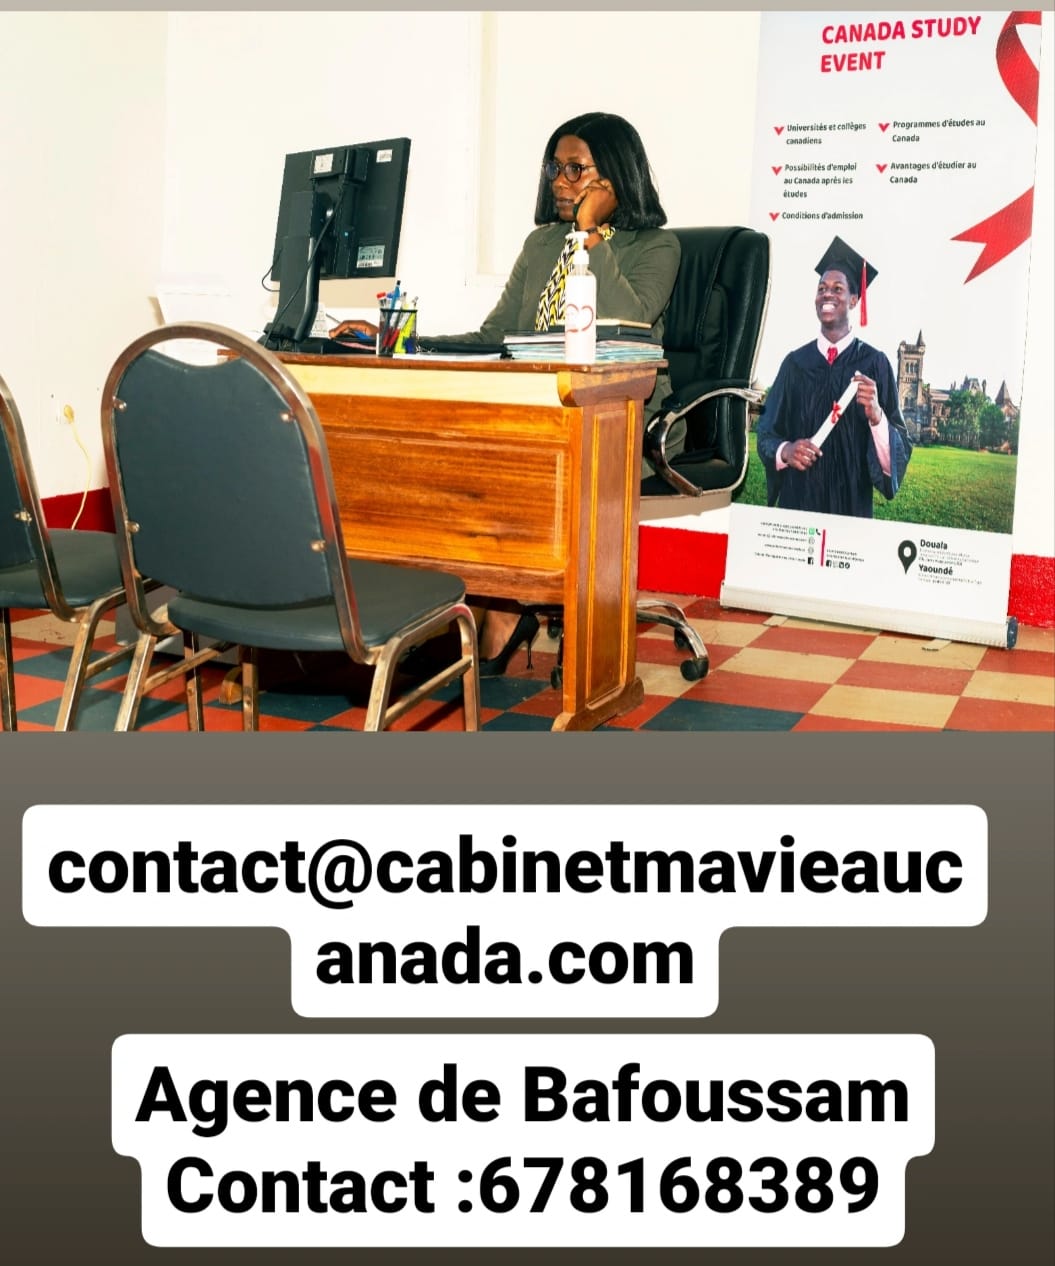 CANADA STUDY
EVENT
Universités et collèges
canadiens
Programmes d'études au
Canada
Possibilités d'emploi
au Canada après les
études
Avantages d'étudier au
Canada
Conditions d'admission
Douala
Yaoundé
contact@cabinetmavieauc
anada.com
Agence de Bafoussam
Contact :678168389